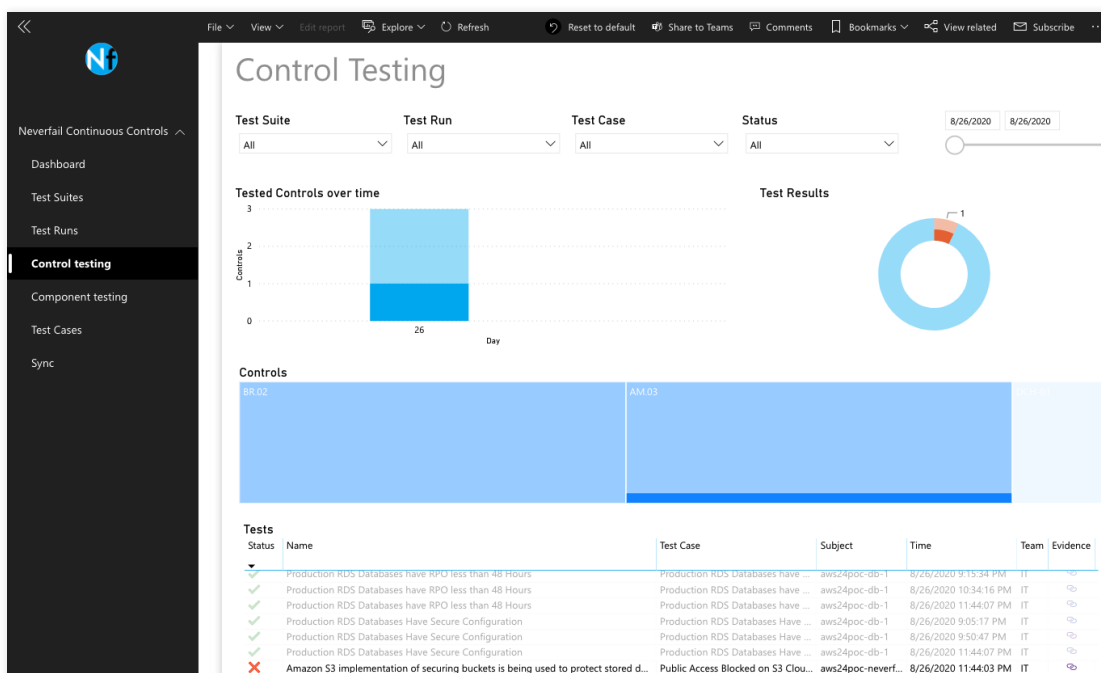 File View Edit report Explore Refresh Reset to default Share to Teams Comments Bookmarks View related Subscribe ...
Nf
Neverfail Continuous Controls
Dashboard
Test Suites
Test Runs
Control testing
Component testing
Test Cases
Sync
Control Testing
Test Suite Test Run Test Case Status
All All All All
8/26/2020 8/26/2020
Tested Controls over time
3
2
1
0
Controls
26
Day
Test Results
1
Controls
BR.02 AM.03
Tests
Status Name Test Case Subject Time Team Evidence
Production RDS Databases have RPO less than 48 Hours Production RDS Databases have ... aws24poc-db-1 8/26/2020 9:15:34 PM IT
Production RDS Databases have RPO less than 48 Hours Production RDS Databases have ... aws24poc-db-1 8/26/2020 10:34:16 PM IT
Production RDS Databases have RPO less than 48 Hours Production RDS Databases have ... aws24poc-db-1 8/26/2020 11:44:07 PM IT
Production RDS Databases Have Secure Configuration Production RDS Databases Have ... aws24poc-db-1 8/26/2020 9:05:17 PM IT
Production RDS Databases Have Secure Configuration Production RDS Databases Have ... aws24poc-db-1 8/26/2020 9:50:47 PM IT
Production RDS Databases Have Secure Configuration Production RDS Databases Have ... aws24poc-db-1 8/26/2020 11:44:07 PM IT
Amazon S3 implementation of securing buckets is being used to protect stored d... Public Access Blocked on S3 Clou... aws24poc-neverf... 8/26/2020 11:44:03 PM IT